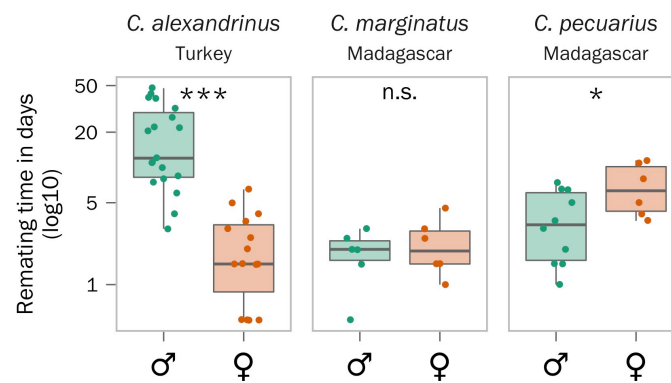 C. alexandrinus
Turkey
C. marginatus
Madagascar
C. pecuarius
Madagascar
Remating time in days
(log10)
50
20
5
1
***
n.s.
*
♂ ♀ ♂ ♀ ♂ ♀